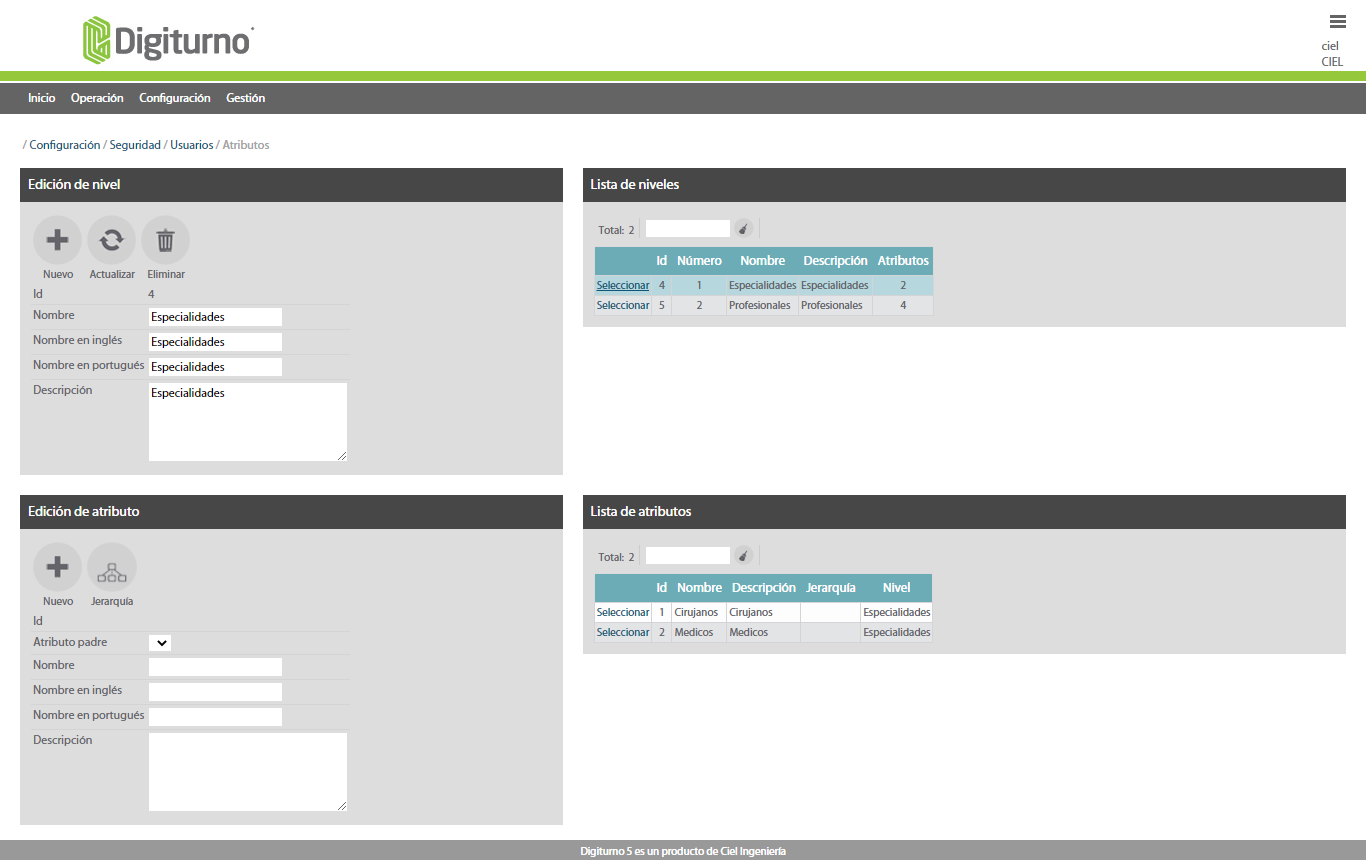 Digiturno
ciel
CIEL
Inicio Operación Configuración Gestión
/ Configuración / Seguridad / Usuarios / Atributos
Edición de nivel
Nuevo Actualizar Eliminar
Id 4
Nombre Especialidades
Nombre en inglés Especialidades
Nombre en portugués Especialidades
Descripción Especialidades
Lista de niveles
Total: 2
Id Número Nombre Descripción Atributos
Seleccionar 4 1 Especialidades Especialidades 2
Seleccionar 5 2 Profesionales Profesionales 4
Edición de atributo
Nuevo Jerarquía
Id
Atributo padre
Nombre
Nombre en inglés
Nombre en portugués
Descripción
Lista de atributos
Total: 2
Id Nombre Descripción Jerarquía Nivel
Seleccionar 1 Cirujanos Cirujanos Especialidades
Seleccionar 2 Medicos Medicos Especialidades
Digiturno 5 es un producto de Ciel Ingeniería